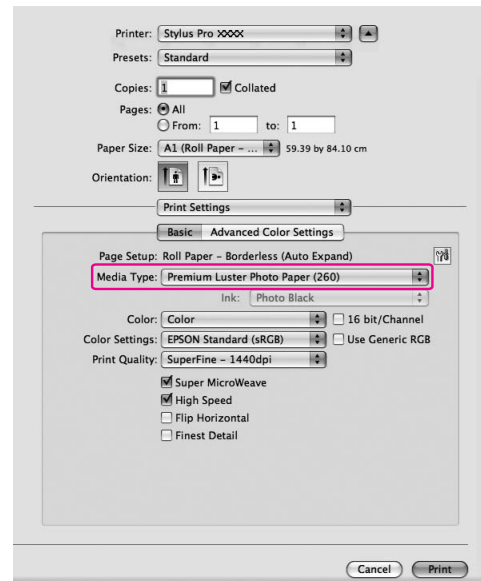 Printer: Stylus Pro XXXX
Presets: Standard
Copies: 1 Collated
Pages: All
From: 1 to: 1
Paper Size: A1 (Roll Paper – ... 59.39 by 84.10 cm
Orientation:
Print Settings
Basic Advanced Color Settings
Page Setup: Roll Paper – Borderless (Auto Expand)
Media Type: Premium Luster Photo Paper (260)
Ink: Photo Black
Color: Color 16 bit/Channel
Color Settings: EPSON Standard (sRGB) Use Generic RGB
Print Quality: SuperFine – 1440dpi
Super MicroWeave
High Speed
Flip Horizontal
Finest Detail
Cancel Print